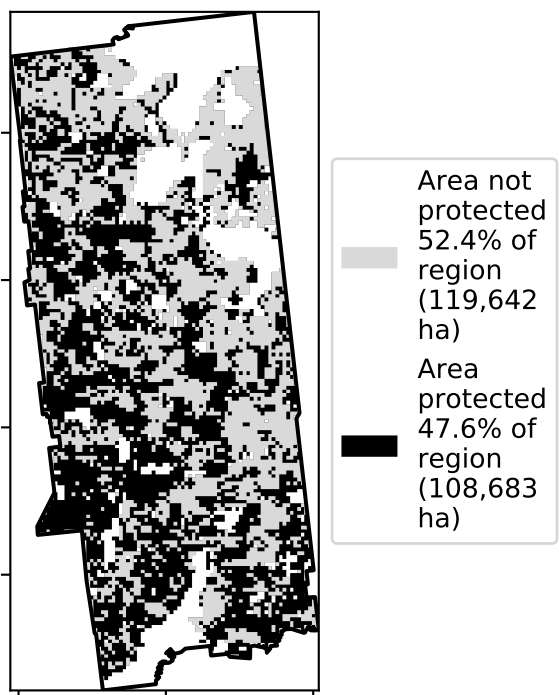 Area not
protected
52.4% of
region
(119,642
ha)
Area
protected
47.6% of
region
(108,683
ha)